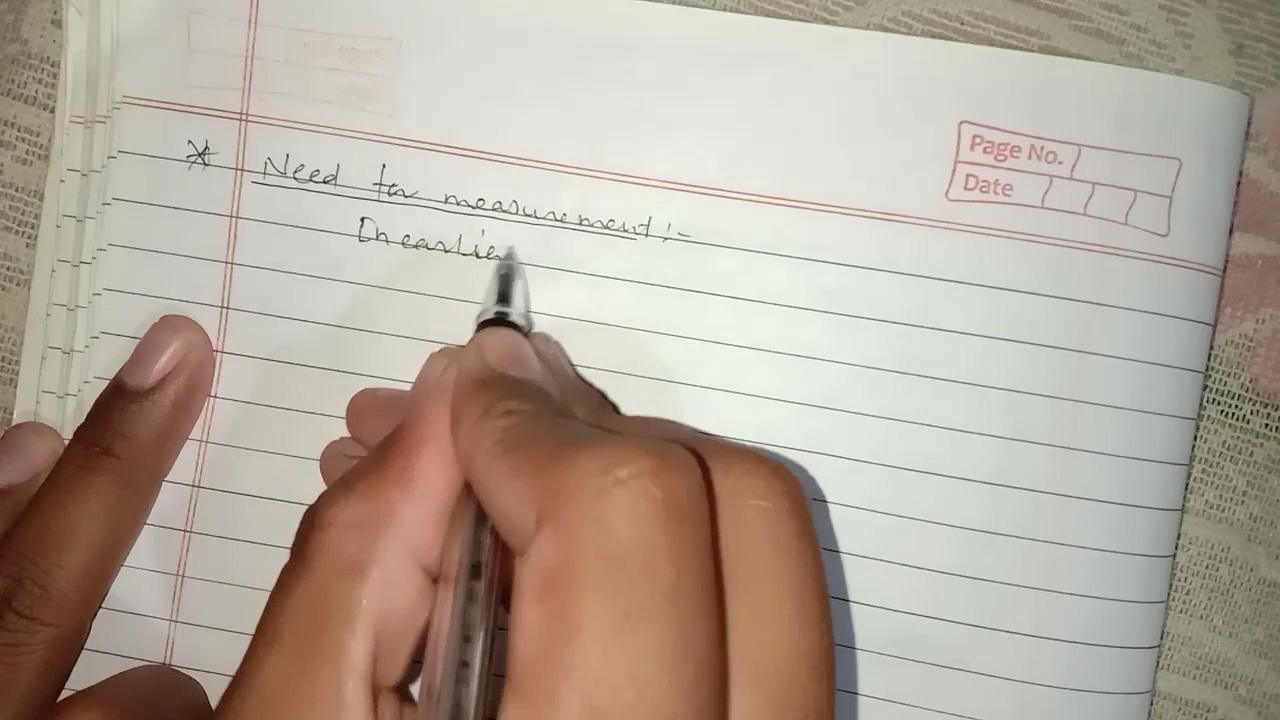 Page No.
Date
* Need for measurement :-
In earlier